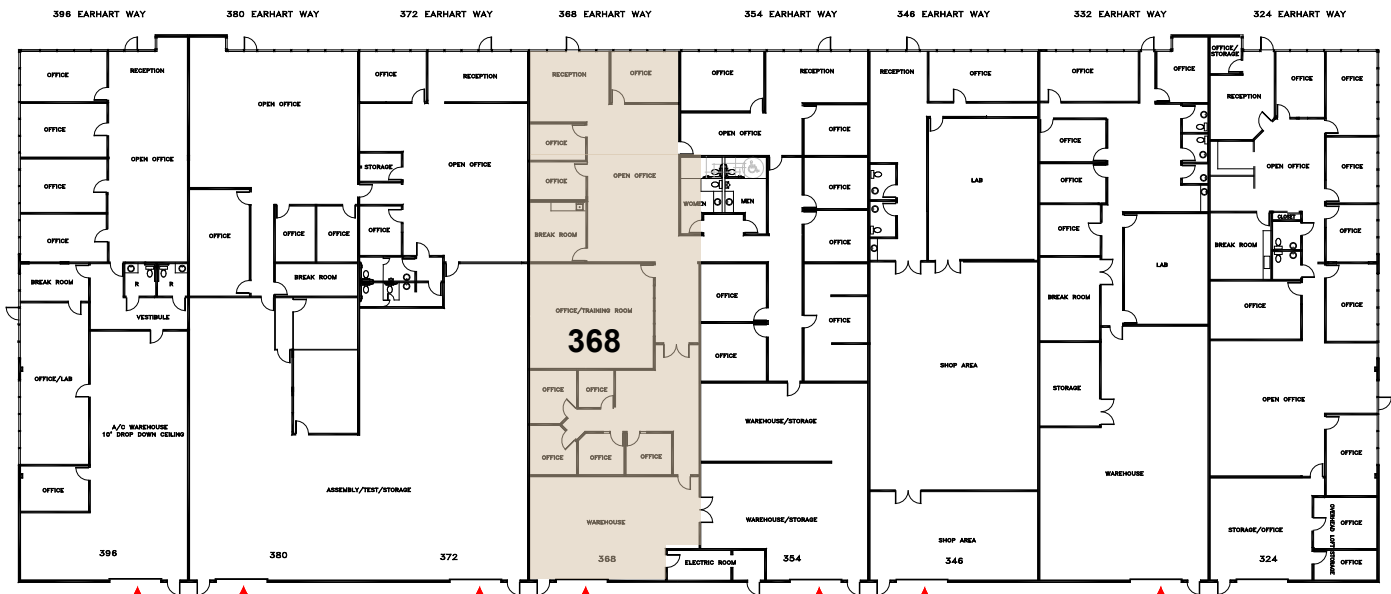 396 EARHART WAY
380 EARHART WAY
372 EARHART WAY
368 EARHART WAY
354 EARHART WAY
346 EARHART WAY
332 EARHART WAY
324 EARHART WAY
OFFICE
RECEPTION
OFFICE
OPEN OFFICE
OFFICE
OFFICE
BREAK ROOM
R
R
VESTIBULE
OFFICE/LAB
A/C WAREHOUSE
10' DROP DOWN CEILING
OFFICE
396
OPEN OFFICE
OFFICE
OFFICE
OFFICE
BREAK ROOM
ASSEMBLY/TEST/STORAGE
380
OFFICE
RECEPTION
STORAGE
OPEN OFFICE
OFFICE
372
RECEPTION
OFFICE
OFFICE
OFFICE
OPEN OFFICE
BREAK ROOM
OFFICE/TRAINING ROOM
368
OFFICE
OFFICE
OFFICE
OFFICE
OFFICE
WAREHOUSE
368
OFFICE
RECEPTION
OPEN OFFICE
OFFICE
WOMEN
MEN
OFFICE
OFFICE
OFFICE
OFFICE
OFFICE
WAREHOUSE/STORAGE
WAREHOUSE/STORAGE
354
ELECTRIC ROOM
RECEPTION
OFFICE
LAB
SHOP AREA
SHOP AREA
346
OFFICE
OFFICE
OFFICE
OFFICE
OFFICE
LAB
BREAK ROOM
STORAGE
WAREHOUSE
OFFICE/
STORAGE
OFFICE
OFFICE
RECEPTION
OPEN OFFICE
OFFICE
CLOSET
BREAK ROOM
OFFICE
OFFICE
OFFICE
OPEN OFFICE
OFFICE
STORAGE/OFFICE
OVERHEAD LOFT/STORAGE
OFFICE
OFFICE
324